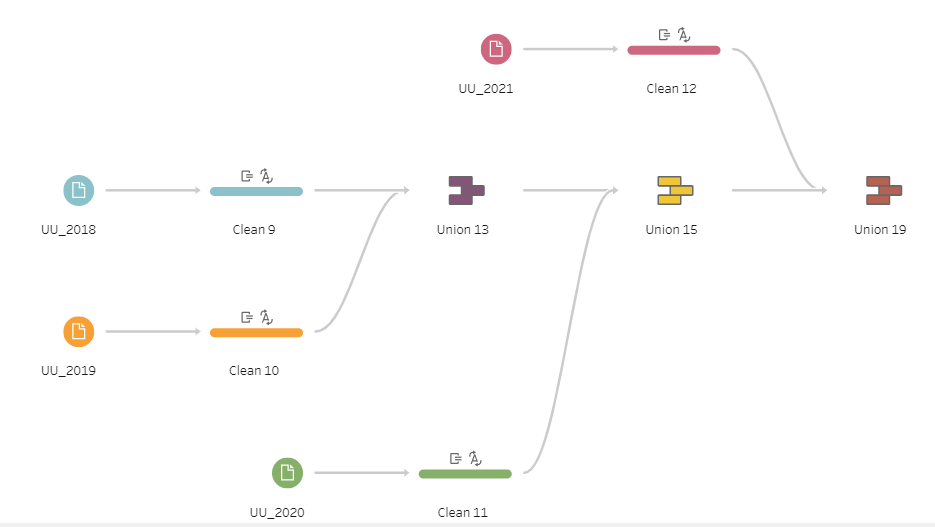 UU_2021
Clean 12
UU_2018
Clean 9
Union 13
Union 15
Union 19
UU_2019
Clean 10
UU_2020
Clean 11